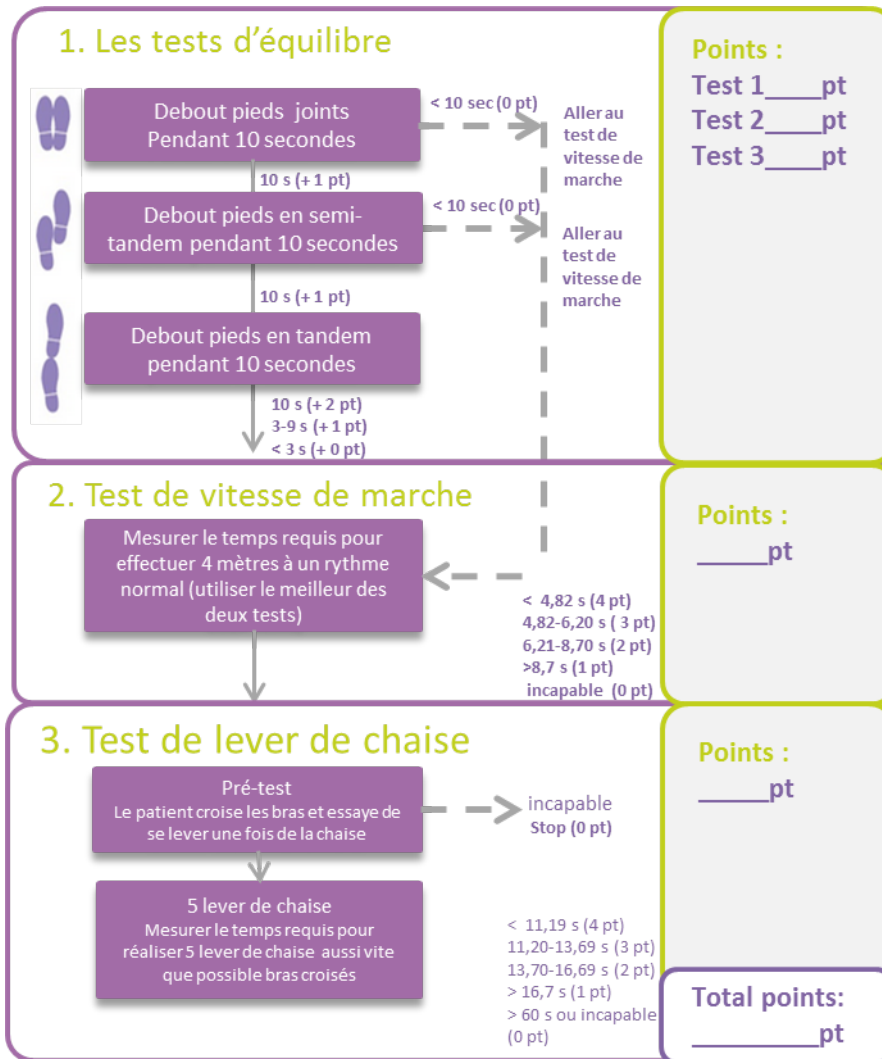 1. Les tests d'équilibre
Debout pieds joints
Pendant 10 secondes
< 10 sec (0 pt)
Aller au
test de
vitesse de
marche
10 s (+ 1 pt)
Debout pieds en semi-
tandem pendant 10 secondes
< 10 sec (0 pt)
Aller au
test de
vitesse de
marche
10 s (+ 1 pt)
Debout pieds en tandem
pendant 10 secondes
10 s (+ 2 pt)
3-9 s (+ 1 pt)
< 3 s (+ 0 pt)
Points :
Test 1____pt
Test 2____pt
Test 3____pt
2. Test de vitesse de marche
Mesurer le temps requis pour
effectuer 4 mètres à un rythme
normal (utiliser le meilleur des
deux tests)
< 4,82 s (4 pt)
4,82-6,20 s ( 3 pt)
6,21-8,70 s (2 pt)
>8,7 s (1 pt)
incapable (0 pt)
Points :
_____pt
3. Test de lever de chaise
Pré-test
Le patient croise les bras et essaye de
se lever une fois de la chaise
incapable
Stop (0 pt)
5 lever de chaise
Mesurer le temps requis pour
réaliser 5 lever de chaise aussi vite
que possible bras croisés
< 11,19 s (4 pt)
11,20-13,69 s (3 pt)
13,70-16,69 s (2 pt)
> 16,7 s (1 pt)
> 60 s ou incapable
(0 pt)
Points :
_____pt
Total points:
_________pt